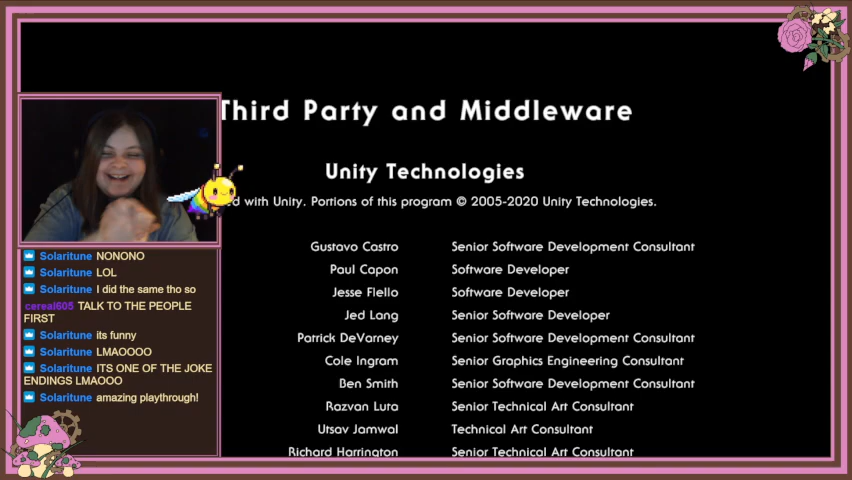 Third Party and Middleware
Unity Technologies
d with Unity. Portions of this program © 2005-2020 Unity Technologies.
Gustavo Castro Senior Software Development Consultant
Paul Capon Software Developer
Jesse Flello Software Developer
Jed Lang Senior Software Developer
Patrick DeVarney Senior Software Development Consultant
Cole Ingram Senior Graphics Engineering Consultant
Ben Smith Senior Software Development Consultant
Razvan Luta Senior Technical Art Consultant
Utsav Jamwal Technical Art Consultant
Richard Harrington Senior Technical Art Consultant
Solaritune NONONO
Solaritune LOL
Solaritune I did the same tho so
cereal605 TALK TO THE PEOPLE
FIRST
Solaritune its funny
Solaritune LMAOOOO
Solaritune ITS ONE OF THE JOKE
ENDINGS LMAOOO
Solaritune amazing playthrough!